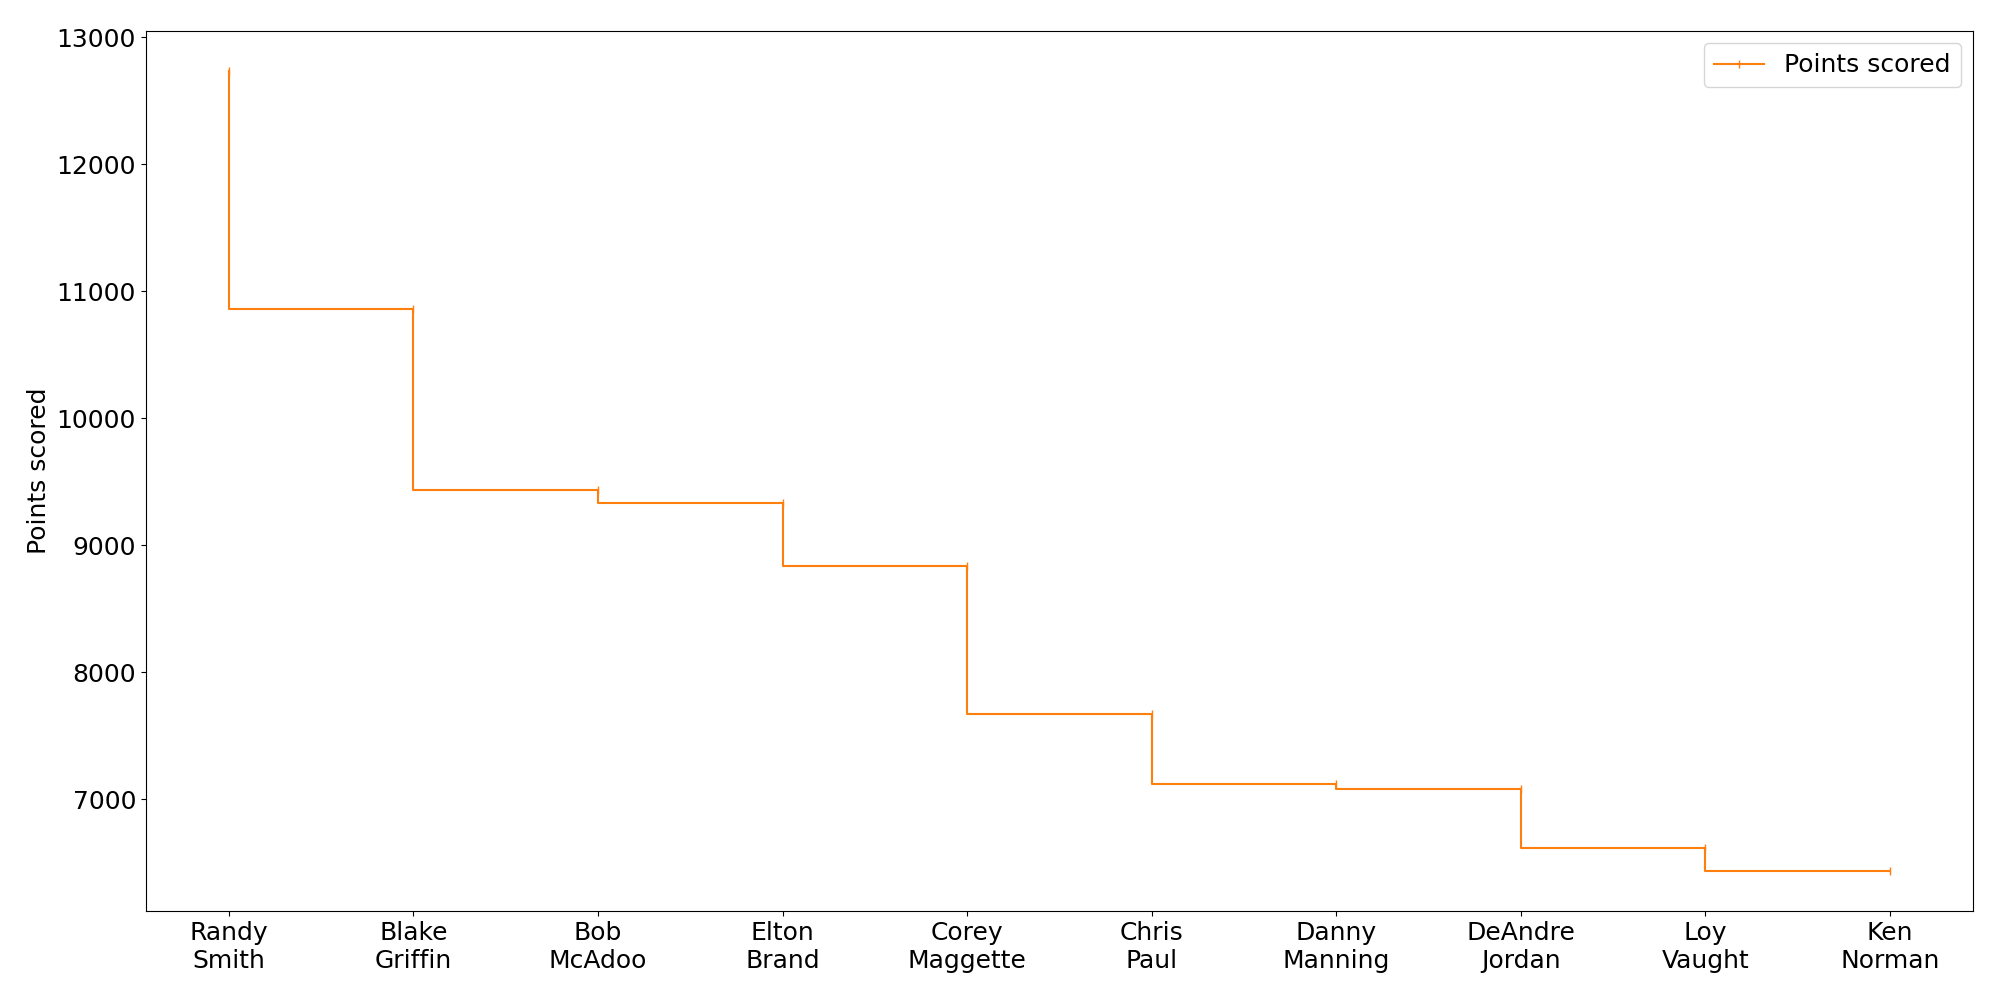 13000
12000
11000
10000
9000
8000
7000
Points scored
Points scored
Randy
Smith
Blake
Griffin
Bob
McAdoo
Elton
Brand
Corey
Maggette
Chris
Paul
Danny
Manning
DeAndre
Jordan
Loy
Vaught
Ken
Norman